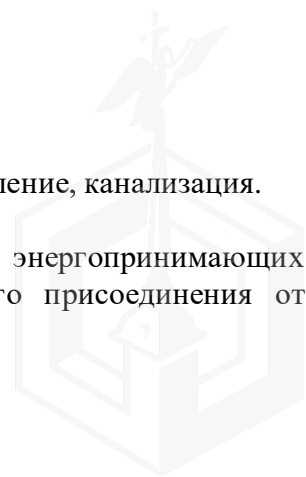 ление, канализация.
энергопринимающих
го присоединения от